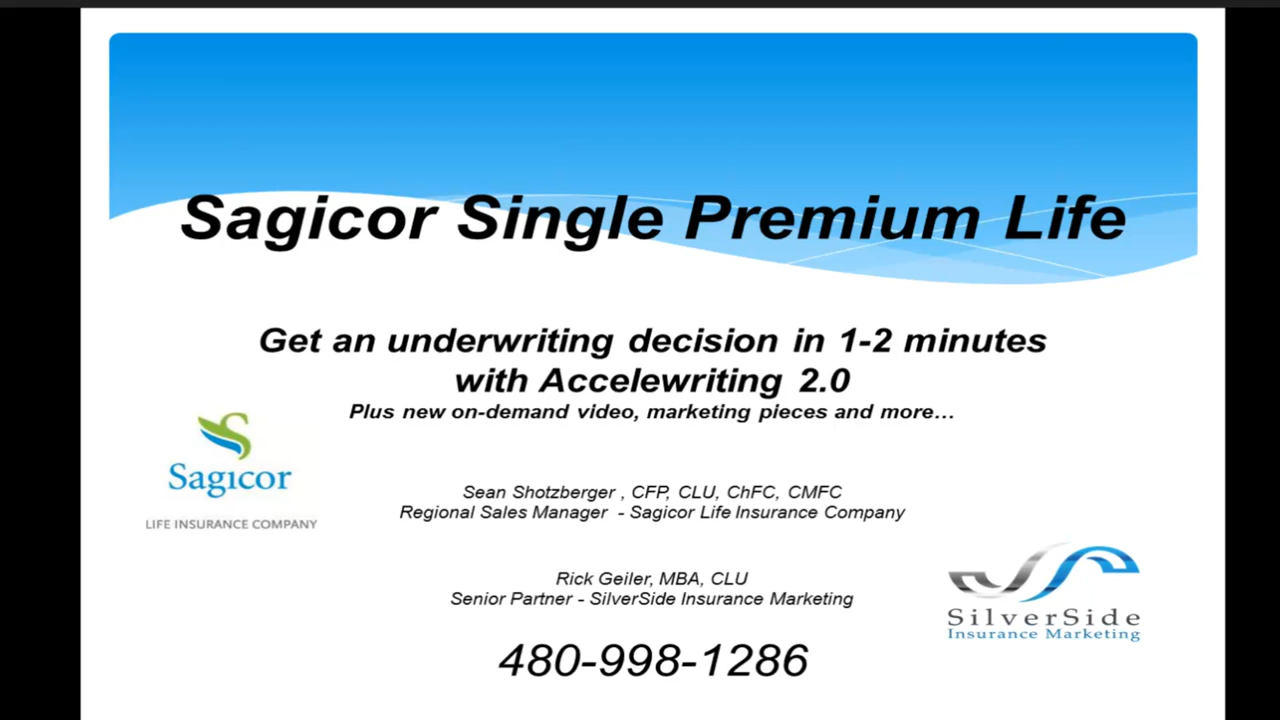 Sagicor Single Premium Life
Get an underwriting decision in 1-2 minutes
with Accelewriting 2.0
Plus new on-demand video, marketing pieces and more…
Sagicor
LIFE INSURANCE COMPANY
Sean Shotzberger , CFP, CLU, ChFC, CMFC
Regional Sales Manager - Sagicor Life Insurance Company
Rick Geiler, MBA, CLU
Senior Partner - SilverSide Insurance Marketing
SilverSide
Insurance Marketing
480-998-1286